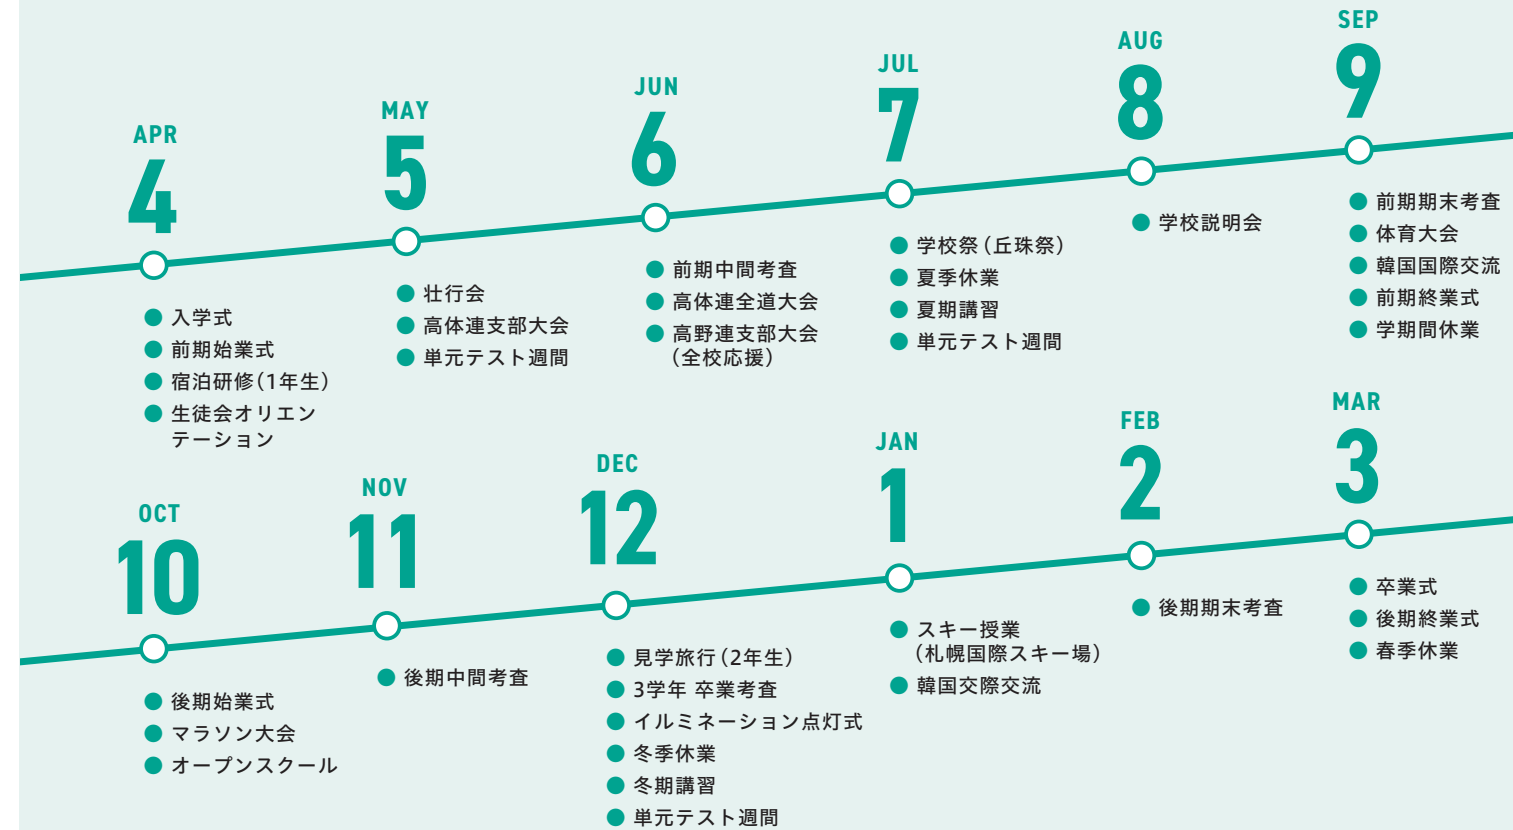 APR
4
● 入学式
● 前期始業式
● 宿泊研修(1年生)
● 生徒会オリエン
テーション
MAY
5
● 壮行会
● 高体連支部大会
● 単元テスト週間
JUN
6
● 前期中間考査
● 高体連全道大会
● 高野連支部大会
(全校応援)
JUL
7
● 学校祭(丘珠祭)
● 夏季休業
● 夏期講習
● 単元テスト週間
AUG
8
● 学校説明会
SEP
9
● 前期期末考査
● 体育大会
● 韓国国際交流
● 前期終業式
● 学期間休業
OCT
10
● 後期始業式
● マラソン大会
● オープンスクール
NOV
11
● 後期中間考査
DEC
12
● 見学旅行(2年生)
● 3学年 卒業考査
● イルミネーション点灯式
● 冬季休業
● 冬期講習
● 単元テスト週間
JAN
1
● スキー授業
(札幌国際スキー場)
● 韓国交際交流
FEB
2
● 後期期末考査
MAR
3
● 卒業式
● 後期終業式
● 春季休業